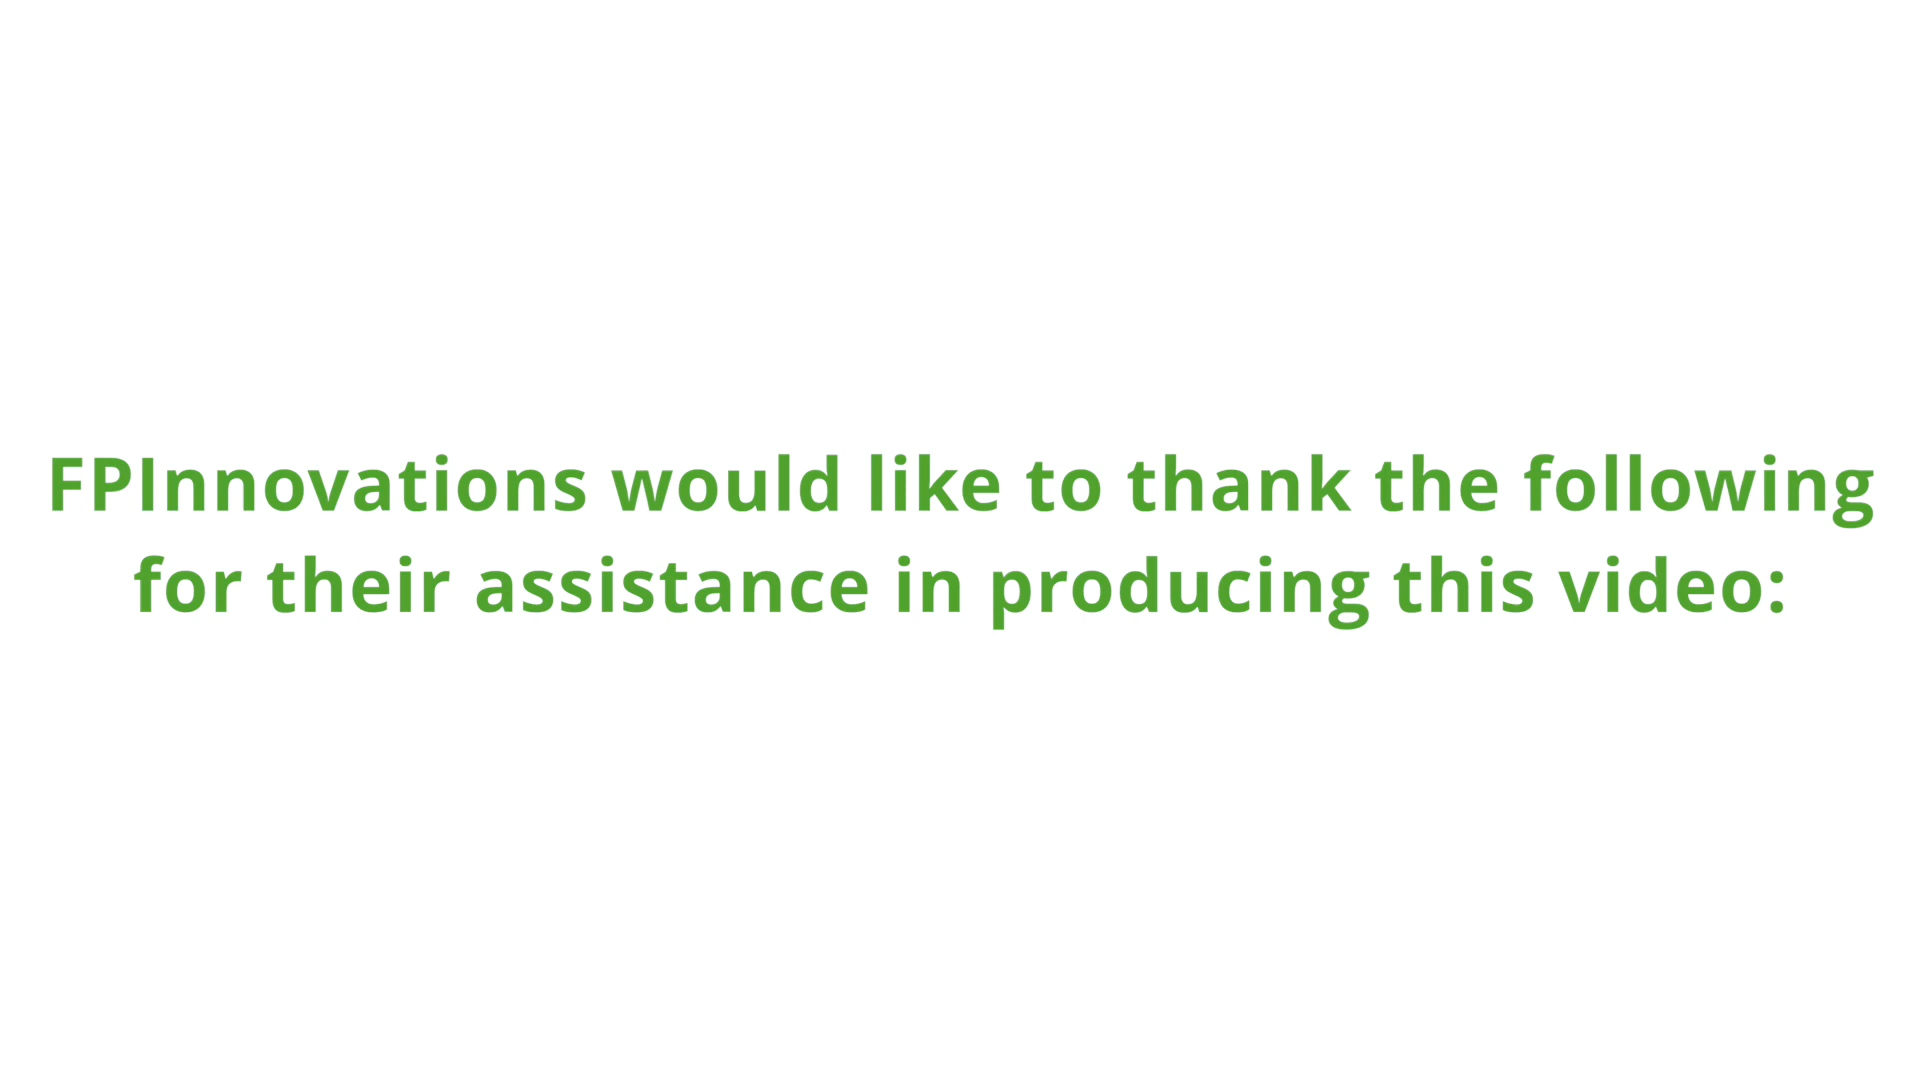 FPInnovations would like to thank the following
for their assistance in producing this video: